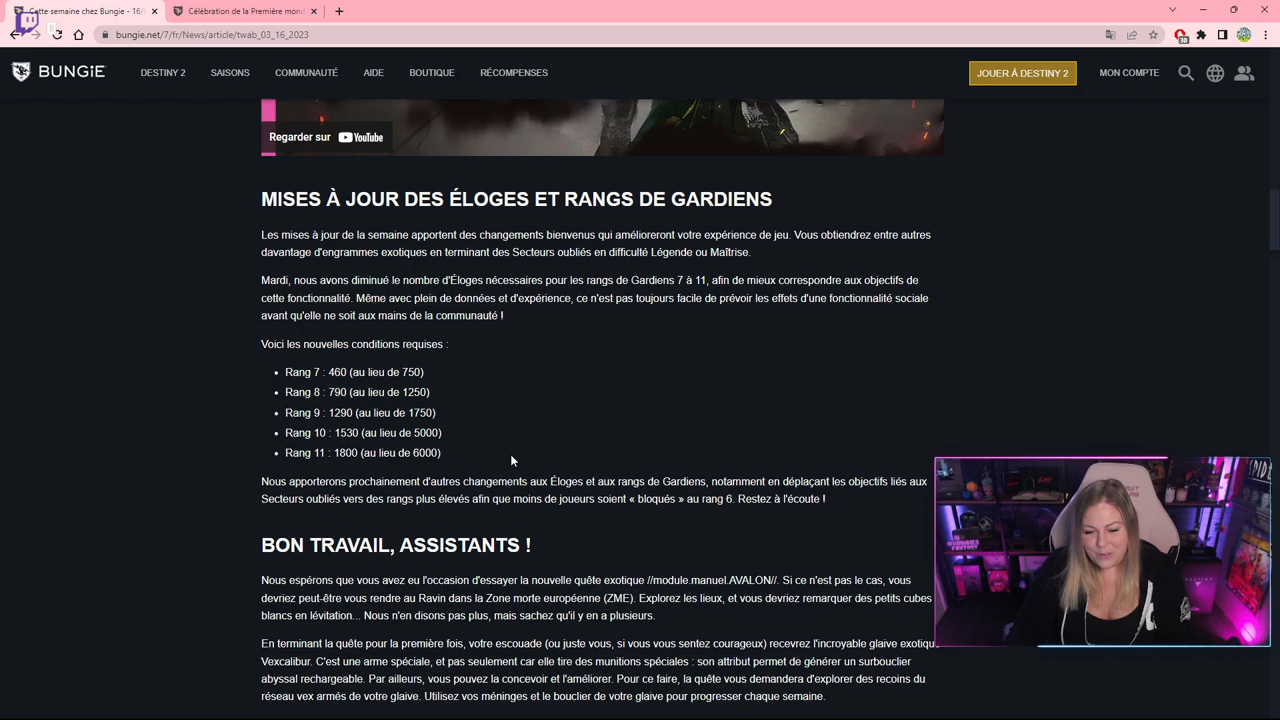 Cette semaine chez Bungie - 16/
Célébration de la Première mond
bungie.net/7/fr/News/article/twab_03_16_2023
BUNGIE
DESTINY 2
SAISONS
COMMUNAUTÉ
AIDE
BOUTIQUE
RÉCOMPENSES
JOUER À DESTINY 2
MON COMPTE
Regarder sur YouTube
MISES À JOUR DES ÉLOGES ET RANGS DE GARDIENS
Les mises à jour de la semaine apportent des changements bienvenus qui amélioreront votre expérience de jeu. Vous obtiendrez entre autres
davantage d'engrammes exotiques en terminant des Secteurs oubliés en difficulté Légende ou Maîtrise.
Mardi, nous avons diminué le nombre d'Éloges nécessaires pour les rangs de Gardiens 7 à 11, afin de mieux correspondre aux objectifs de
cette fonctionnalité. Même avec plein de données et d'expérience, ce n'est pas toujours facile de prévoir les effets d'une fonctionnalité sociale
avant qu'elle ne soit aux mains de la communauté !
Voici les nouvelles conditions requises :
• Rang 7 : 460 (au lieu de 750)
• Rang 8 : 790 (au lieu de 1250)
• Rang 9 : 1290 (au lieu de 1750)
• Rang 10 : 1530 (au lieu de 5000)
• Rang 11 : 1800 (au lieu de 6000)
Nous apporterons prochainement d'autres changements aux Éloges et aux rangs de Gardiens, notamment en déplaçant les objectifs liés aux
Secteurs oubliés vers des rangs plus élevés afin que moins de joueurs soient « bloqués » au rang 6. Restez à l'écoute !
BON TRAVAIL, ASSISTANTS !
Nous espérons que vous avez eu l'occasion d'essayer la nouvelle quête exotique //module.manuel.AVALON//. Si ce n'est pas le cas, vous
devriez peut-être vous rendre au Ravin dans la Zone morte européenne (ZME). Explorez les lieux, et vous devriez remarquer des petits cubes
blancs en lévitation... Nous n'en disons pas plus, mais sachez qu'il y en a plusieurs.
En terminant la quête pour la première fois, votre escouade (ou juste vous, si vous vous sentez courageux) recevrez l'incroyable glaive exotiqu
Vexcalibur. C'est une arme spéciale, et pas seulement car elle tire des munitions spéciales : son attribut permet de générer un surbouclier
abyssal rechargeable. Par ailleurs, vous pouvez la concevoir et l'améliorer. Pour ce faire, la quête vous demandera d'explorer des recoins du
réseau vex armés de votre glaive. Utilisez vos méninges et le bouclier de votre glaive pour progresser chaque semaine.